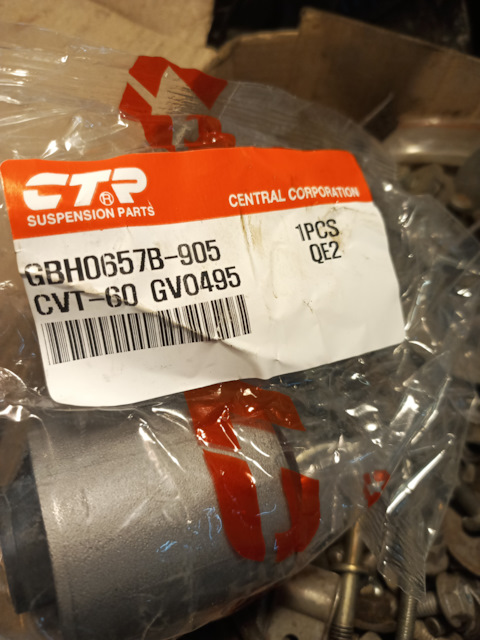 CTR®
SUSPENSION PARTS
CENTRAL CORPORATION
GBH0657B-905
1PCS
CVT-60 GV0495
QE2